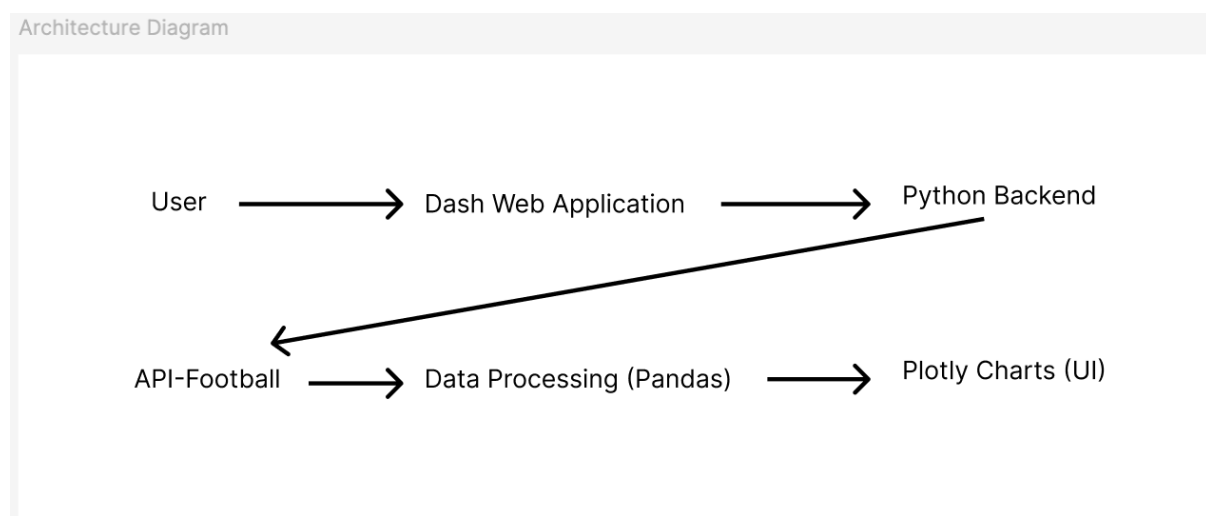 Architecture Diagram
User
Dash Web Application
Python Backend
API-Football
Data Processing (Pandas)
Plotly Charts (UI)